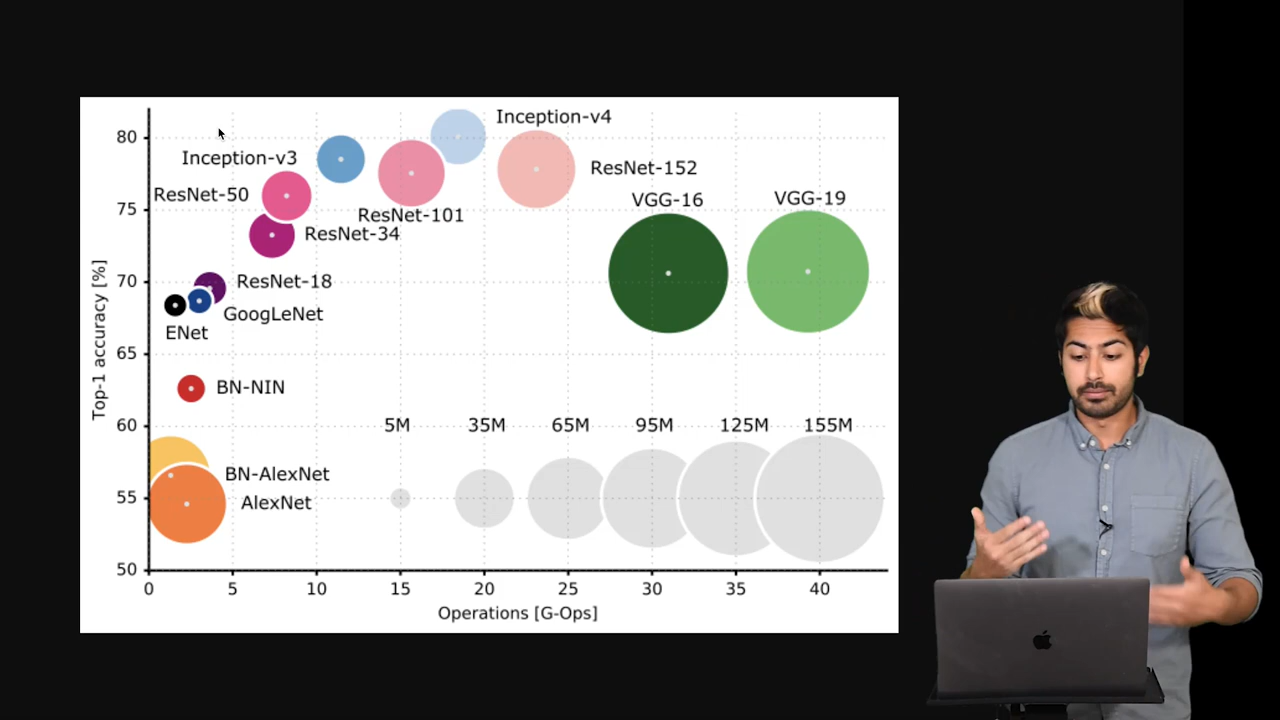 Inception-v4
80
Inception-v3
ResNet-152
ResNet-50
VGG-16
VGG-19
75
ResNet-101
ResNet-34
70
ResNet-18
GoogLeNet
ENet
65
BN-NIN
60
5M 35M 65M 95M 125M 155M
BN-AlexNet
55
AlexNet
50
0 5 10 15 20 25 30 35 40
Operations [G-Ops]
Top-1 accuracy [%]